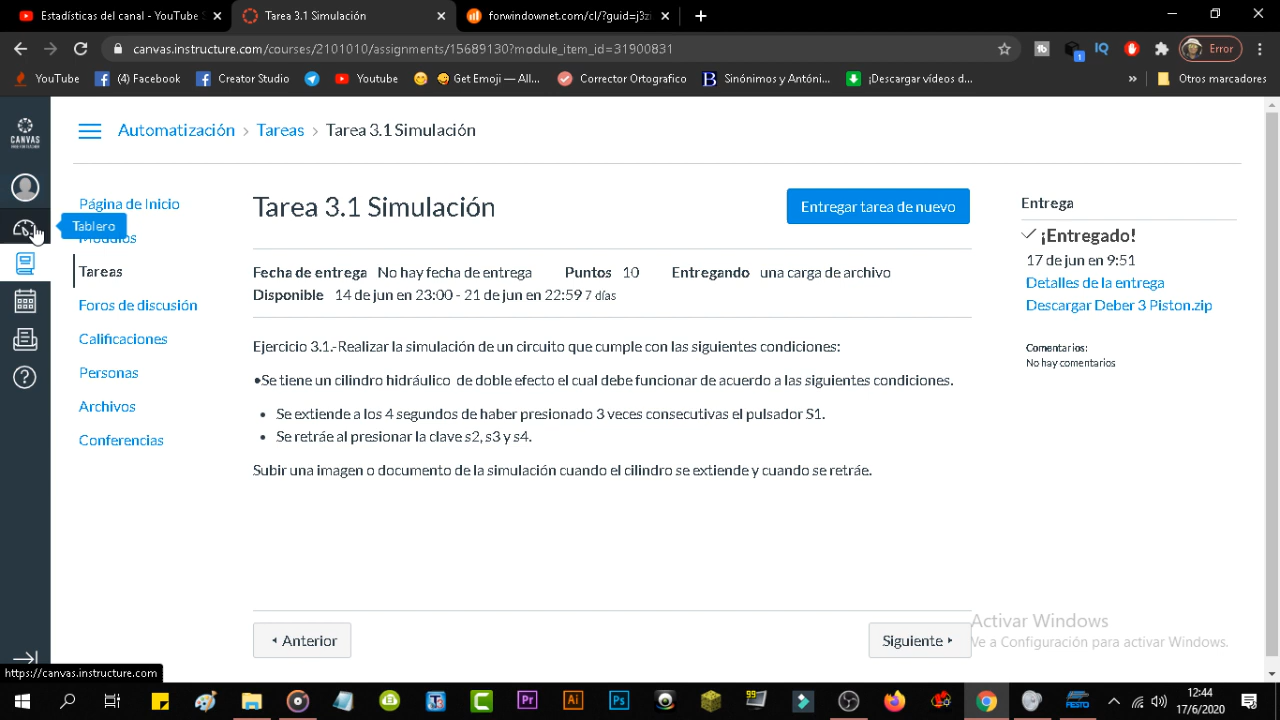 Estadísticas del canal - YouTube
Tarea 3.1 Simulación
forwindownet.com/cl/?guid=j3z
canvas.instructure.com/courses/2101010/assignments/15689130?module_item_id=31900831
1
IQ
Error
YouTube
(4) Facebook
Creator Studio
Youtube
Get Emoji — All...
Corrector Ortografico
B
Sinónimos y Antóni...
¡Descargar vídeos d...
»
Otros marcadores
CANVAS
Automatización › Tareas › Tarea 3.1 Simulación
Página de Inicio
Tablero
Módulos
Tareas
Foros de discusión
Calificaciones
Personas
Archivos
Conferencias
Tarea 3.1 Simulación
Entregar tarea de nuevo
Fecha de entrega No hay fecha de entrega Puntos 10 Entregando una carga de archivo
Disponible 14 de jun en 23:00 - 21 de jun en 22:59 7 días
Ejercicio 3.1.-Realizar la simulación de un circuito que cumple con las siguientes condiciones:
•Se tiene un cilindro hidráulico de doble efecto el cual debe funcionar de acuerdo a las siguientes condiciones.
• Se extiende a los 4 segundos de haber presionado 3 veces consecutivas el pulsador S1.
• Se retráe al presionar la clave s2, s3 y s4.
Subir una imagen o documento de la simulación cuando el cilindro se extiende y cuando se retráe.
Anterior
Siguiente
Entrega
¡Entregado!
17 de jun en 9:51
Detalles de la entrega
Descargar Deber 3 Piston.zip
Comentarios:
No hay comentarios
Activar Windows
Ve a Configuración para activar Windows.
https://canvas.instructure.com
Pr
Ai
Ps
99
FESTO
12:44
17/6/2020